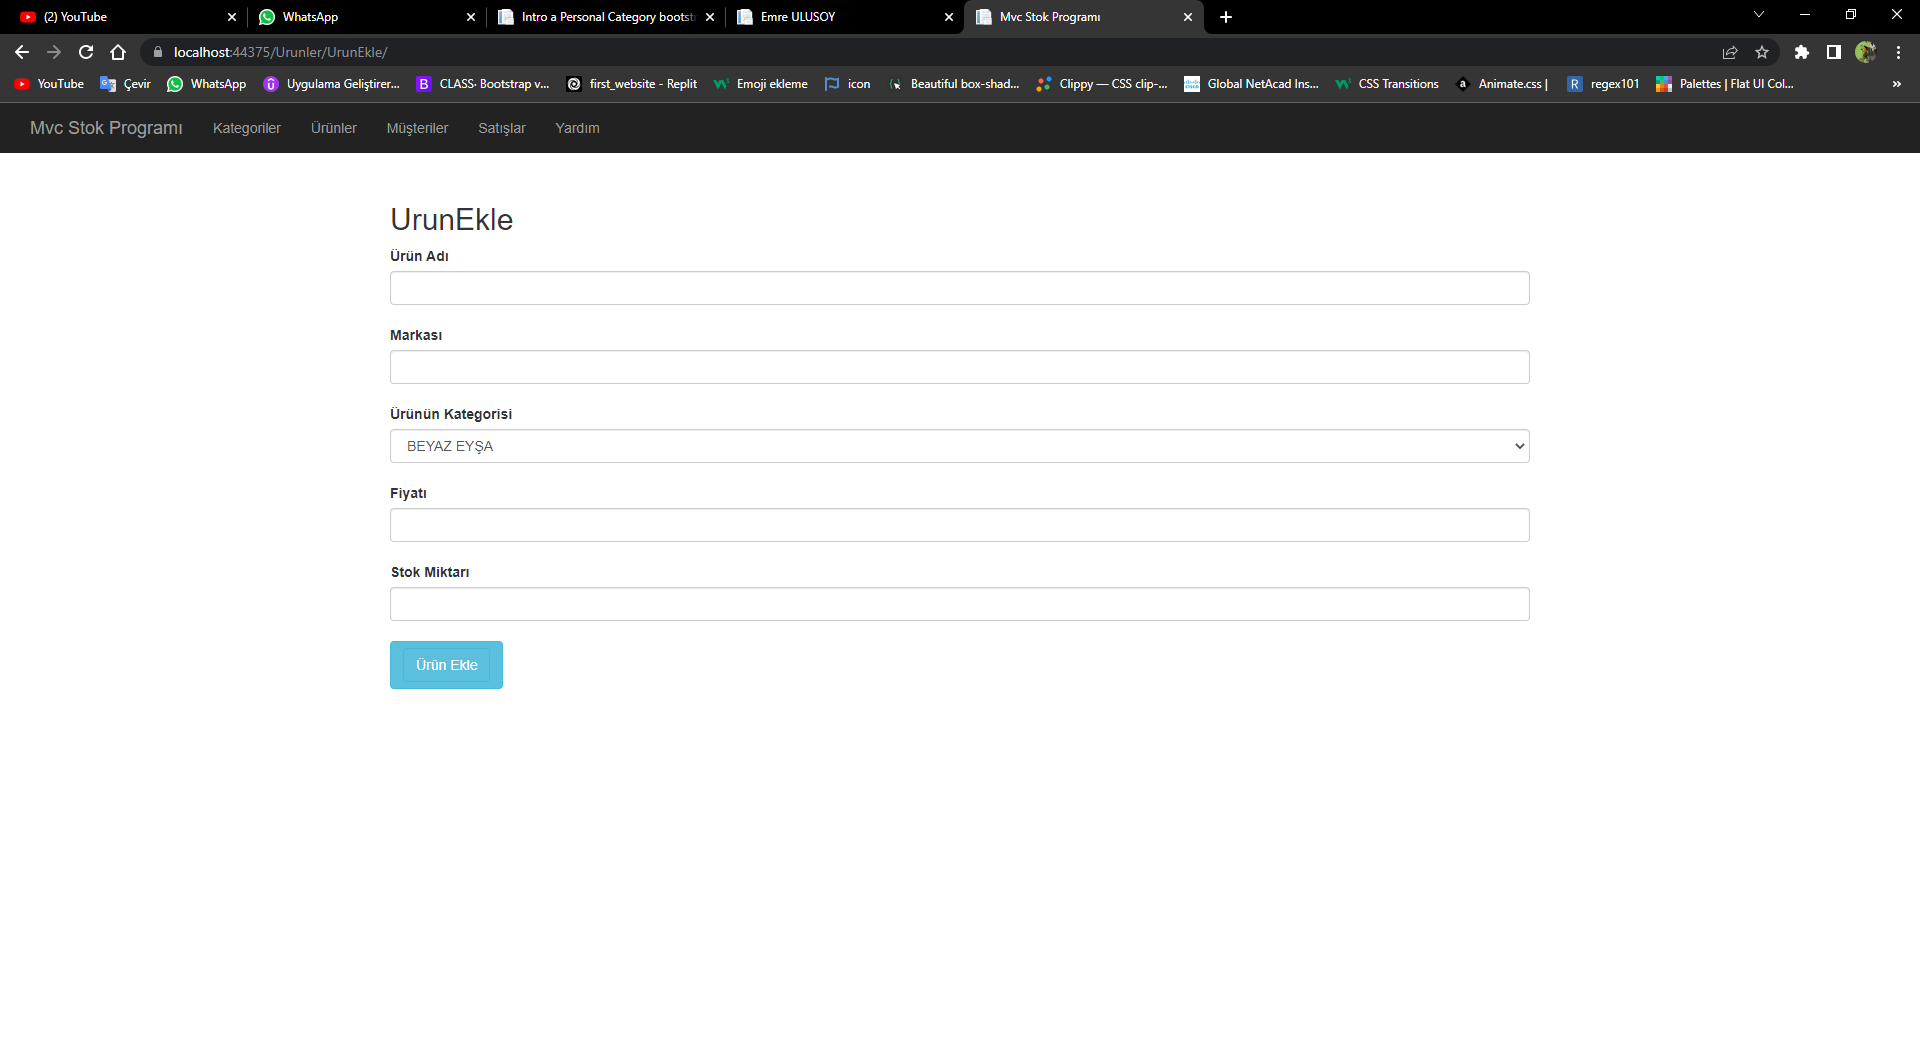 (2) YouTube
WhatsApp
Intro a Personal Category bootst
Emre ULUSOY
Mvc Stok Programı
localhost:44375/Urunler/UrunEkle/
YouTube
Çevir
WhatsApp
Uygulama Geliştirer...
CLASS· Bootstrap v...
first_website - Replit
Emoji ekleme
icon
Beautiful box-shad...
Clippy — CSS clip-...
Global NetAcad Ins...
CSS Transitions
Animate.css |
regex101
Palettes | Flat UI Col...
Mvc Stok Programı
Kategoriler
Ürünler
Müşteriler
Satışlar
Yardım
UrunEkle
Ürün Adı
Markası
Ürünün Kategorisi
BEYAZ EYŞA
Fiyatı
Stok Miktarı
Ürün Ekle